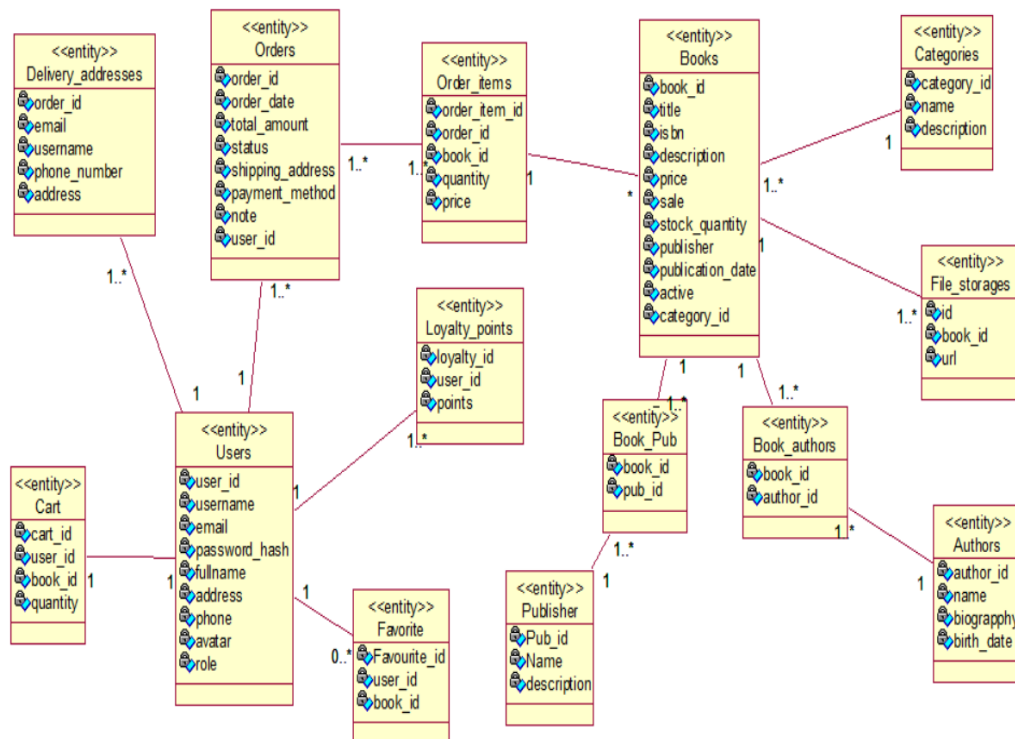 <<entity>>
Delivery_addresses
order_id
email
username
phone_number
address
<<entity>>
Orders
order_id
order_date
total_amount
status
shipping_address
payment_method
note
user_id
<<entity>>
Order_items
order_item_id
order_id
book_id
quantity
price
<<entity>>
Books
book_id
title
isbn
description
price
sale
stock_quantity
publisher
publication_date
active
category_id
<<entity>>
Categories
category_id
name
description
1..*
1..*
1
*
1..*
1
1
1..*
<<entity>>
File_storages
id
book_id
url
1..*
1..*
<<entity>>
Loyalty_points
loyalty_id
user_id
points
1..*
1
1
1
1
1
1..*
1..*
<<entity>>
Users
user_id
username
email
password_hash
fullname
address
phone
avatar
role
<<entity>>
Book_Pub
book_id
pub_id
<<entity>>
Book_authors
book_id
author_id
<<entity>>
Cart
cart_id
user_id
book_id
quantity
1
1
1
0..*
<<entity>>
Favorite
Favourite_id
user_id
book_id
1..*
1
<<entity>>
Publisher
Pub_id
Name
description
1..*
1
<<entity>>
Authors
author_id
name
biograpphy
birth_date